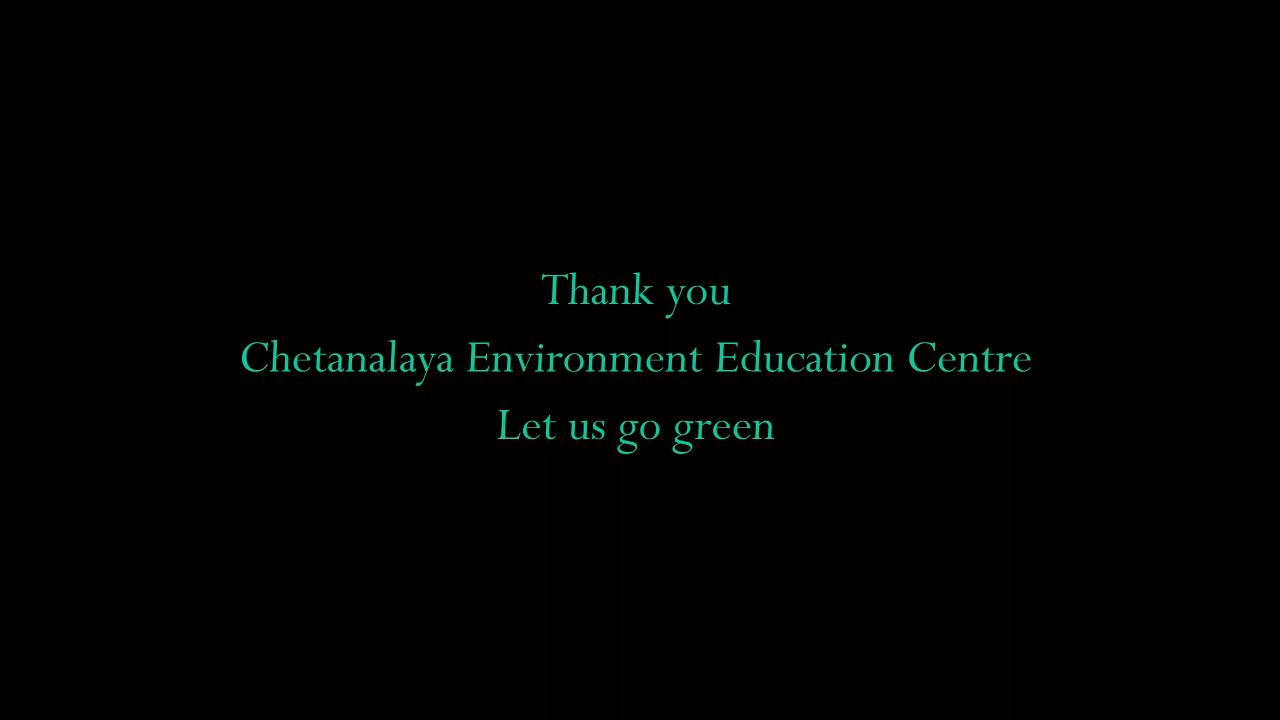 Thank you
Chetanalaya Environment Education Centre
Let us go green